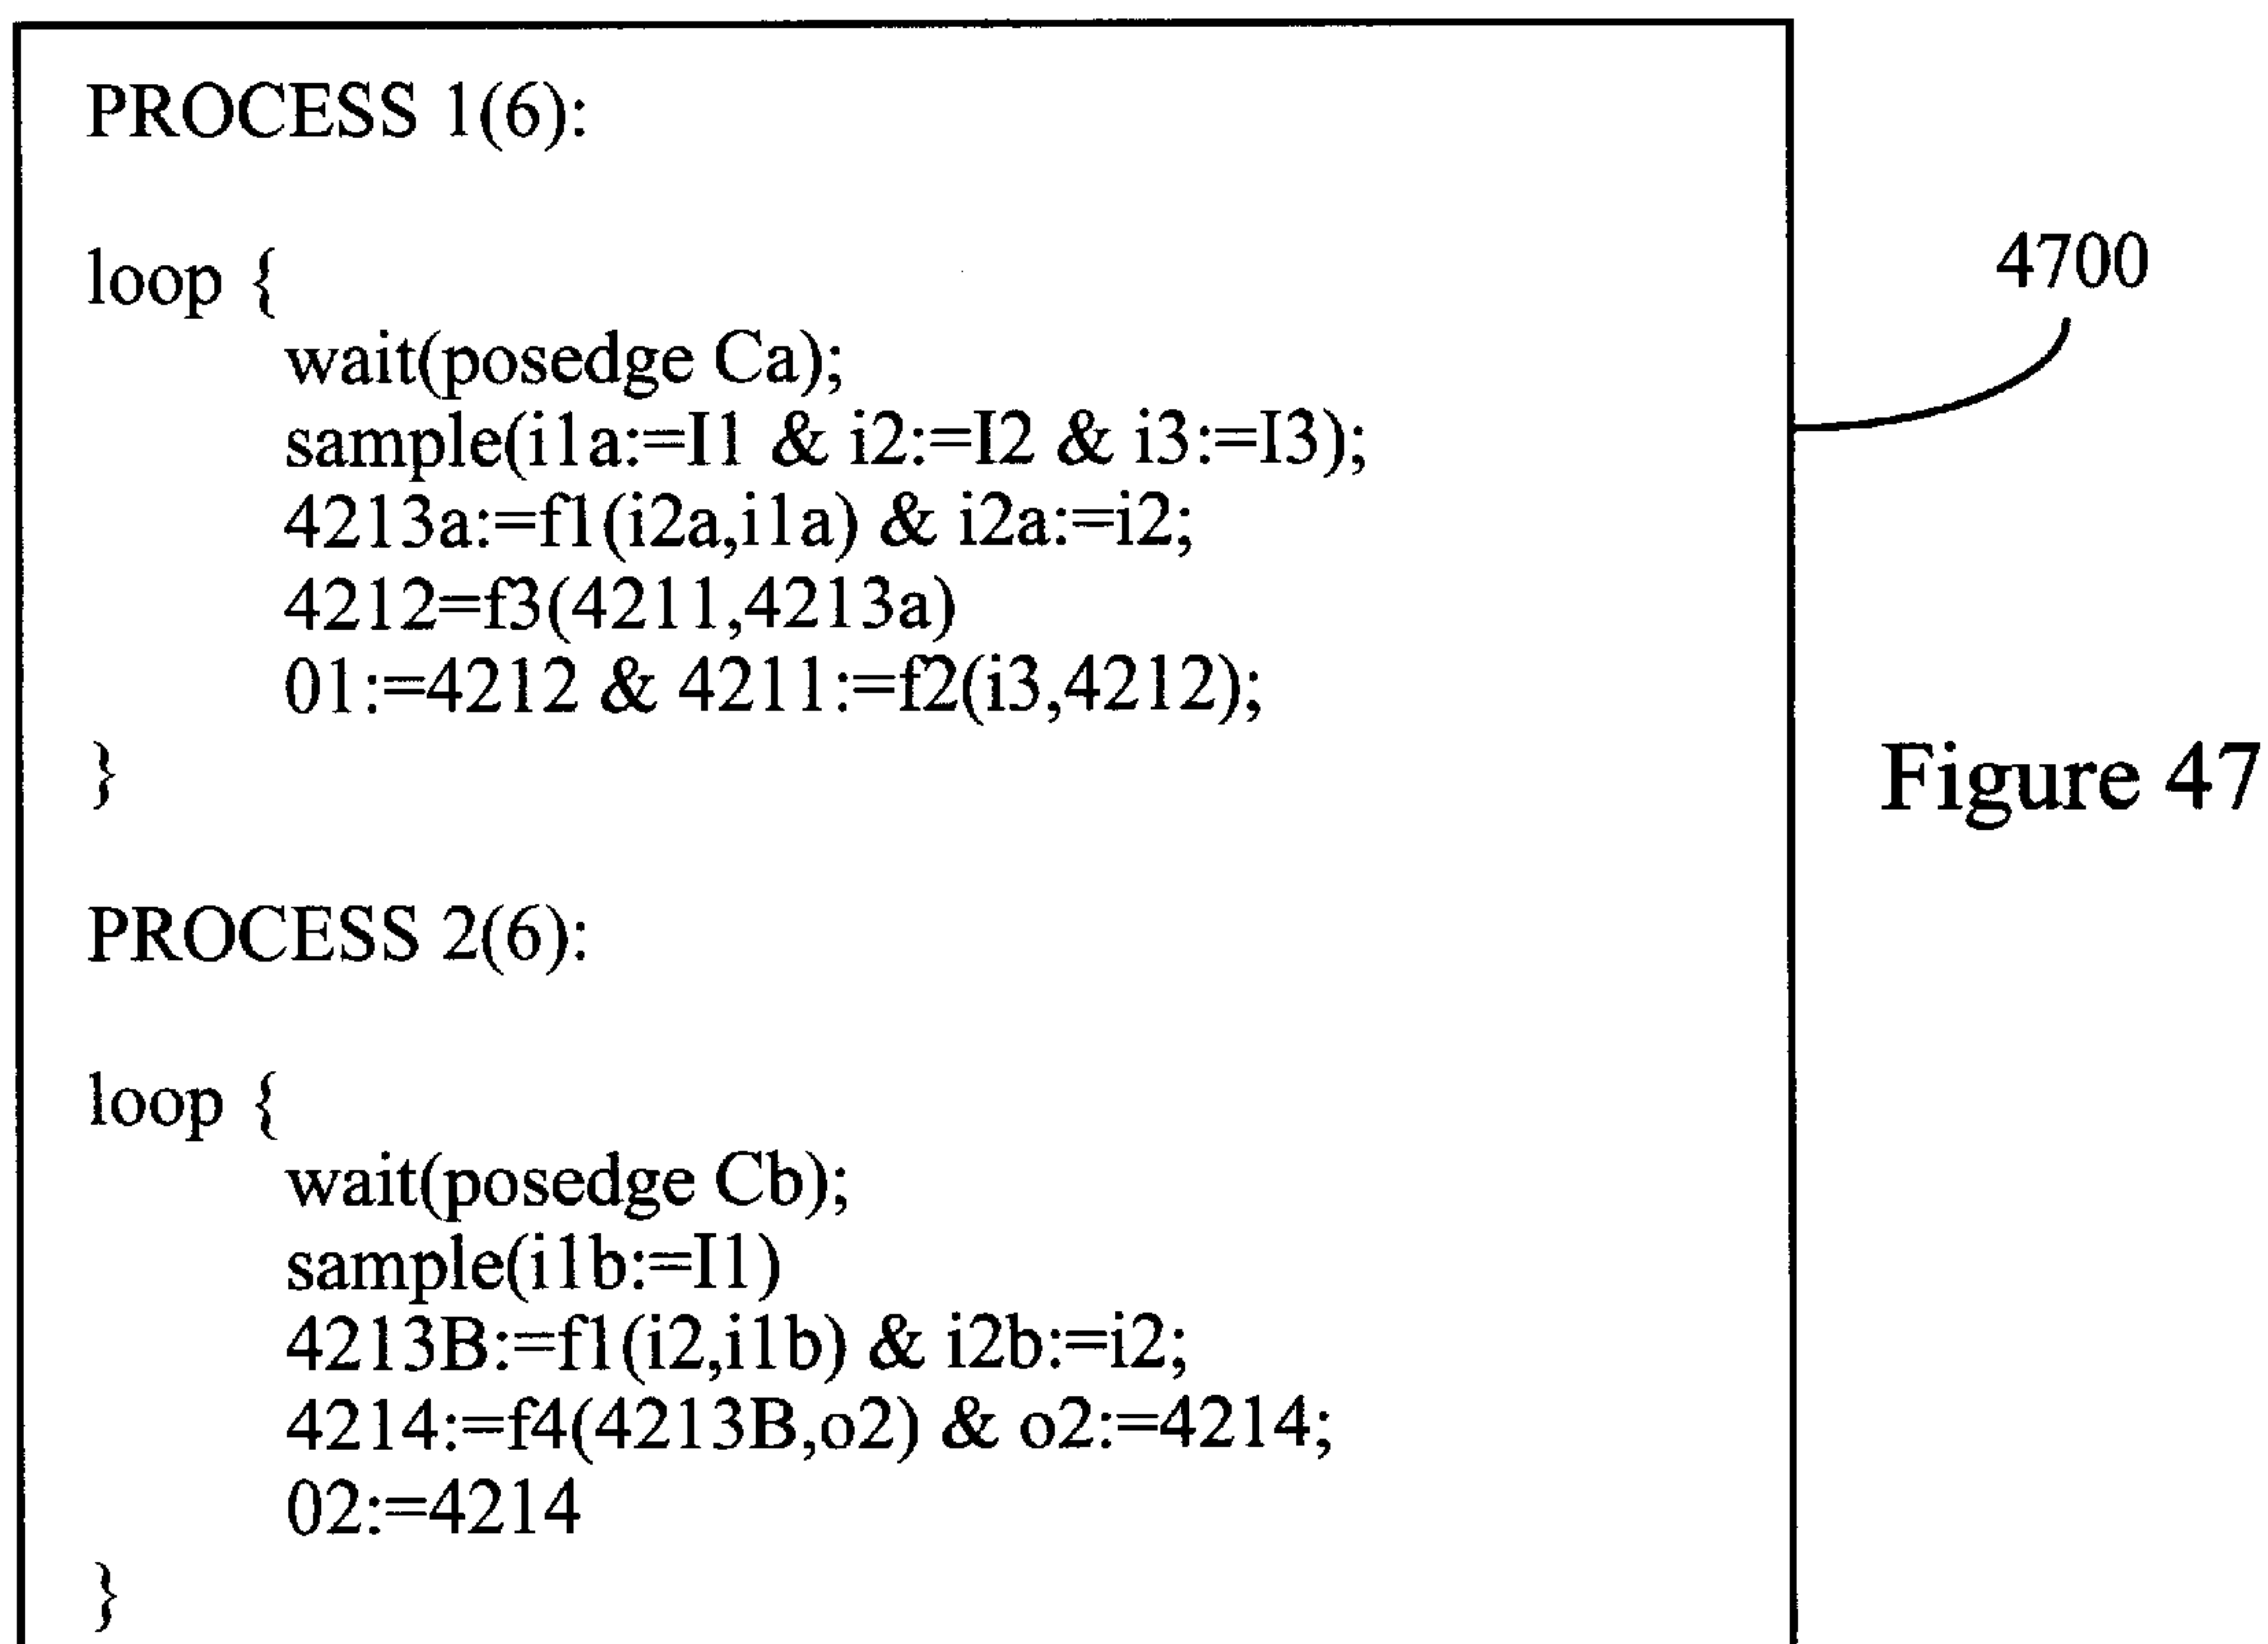 PROCESS 1(6):
loop {
wait(posedge Ca);
sample(i1a:=I1 & i2:=I2 & i3:=I3);
4213a:=f1(i2a,i1a) & i2a:=i2;
4212=f3(4211,4213a)
01:=4212 & 4211:=f2(i3,4212);
}
PROCESS 2(6):
loop {
wait(posedge Cb);
sample(i1b:=I1)
4213B:=f1(i2,i1b) & i2b:=i2;
4214:=f4(4213B,o2) & o2:=4214;
02:=4214
}
4700
Figure 47